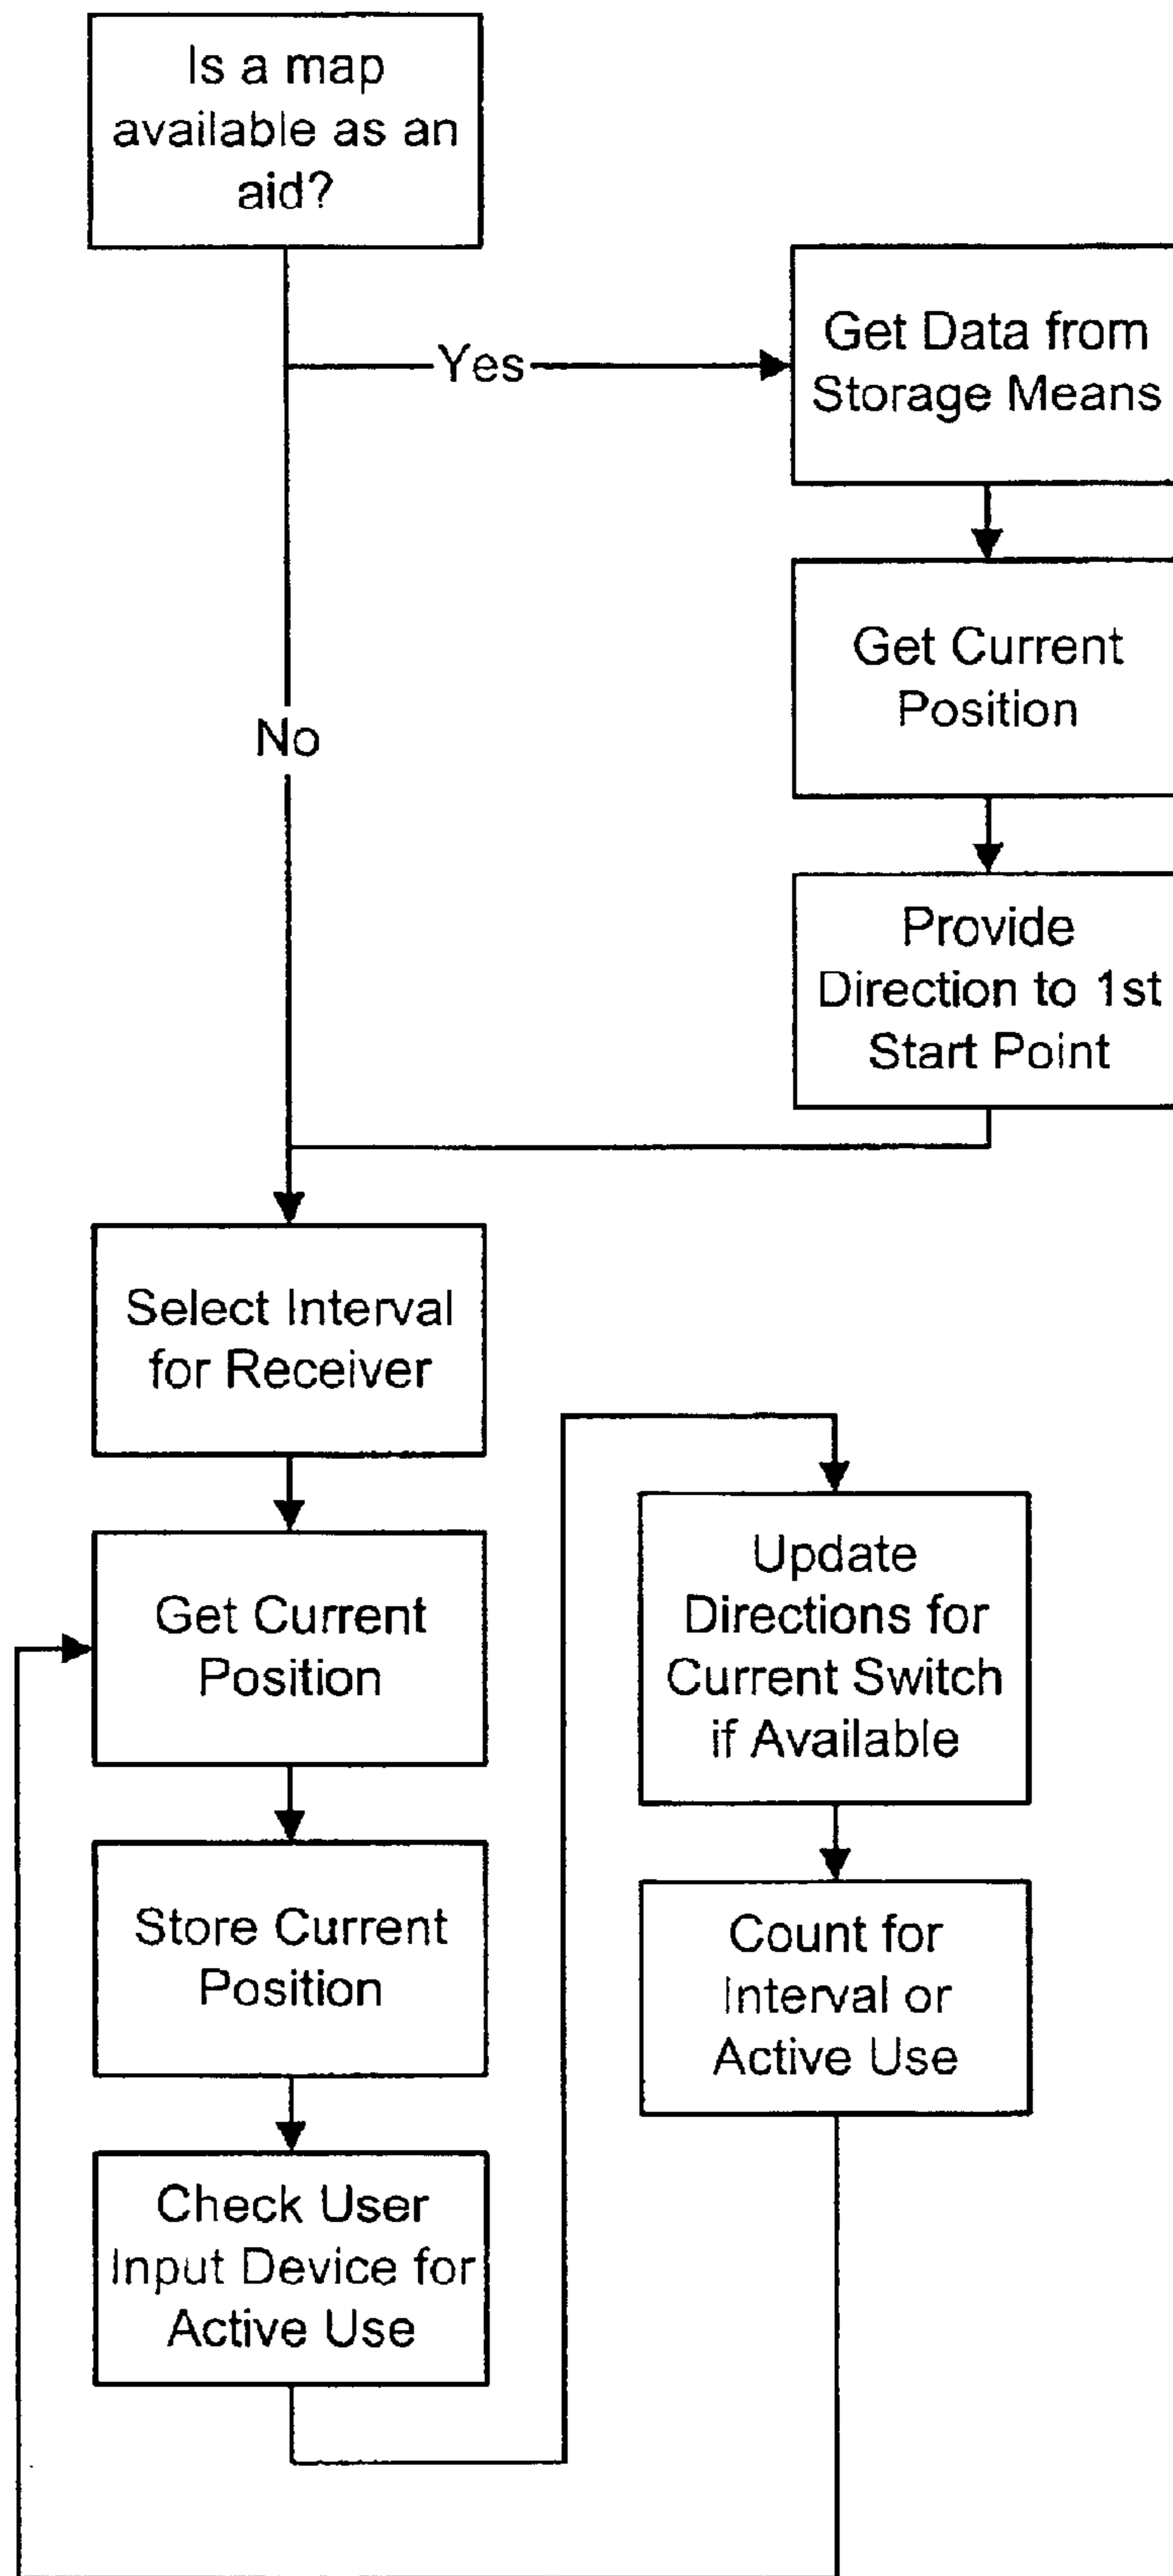 Is a map
available as an
aid?
Yes
Get Data from
Storage Means
Get Current
Position
No
Provide
Direction to 1st
Start Point
Select Interval
for Receiver
Get Current
Position
Store Current
Position
Check User
Input Device for
Active Use
Update
Directions for
Current Switch
if Available
Count for
Interval or
Active Use